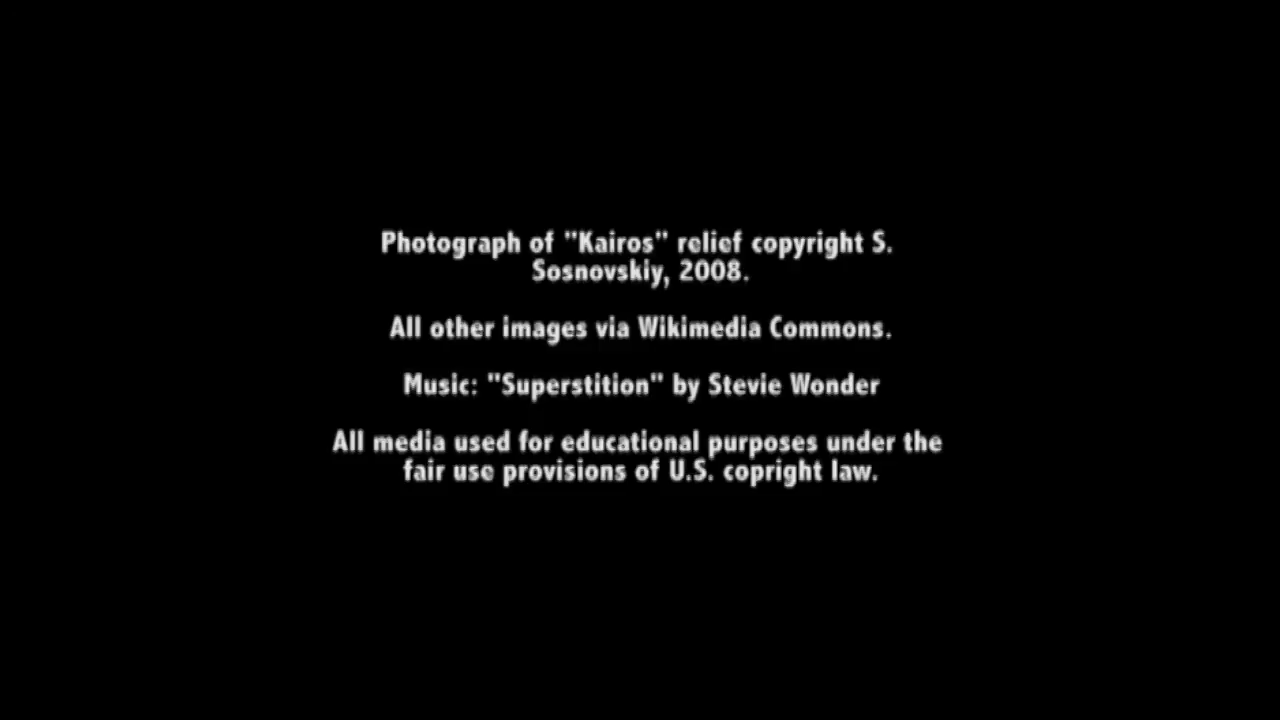 Photograph of "Kairos" relief copyright S.
Sosnovskiy, 2008.
All other images via Wikimedia Commons.
Music: "Superstition" by Stevie Wonder
All media used for educational purposes under the
fair use provisions of U.S. copright law.